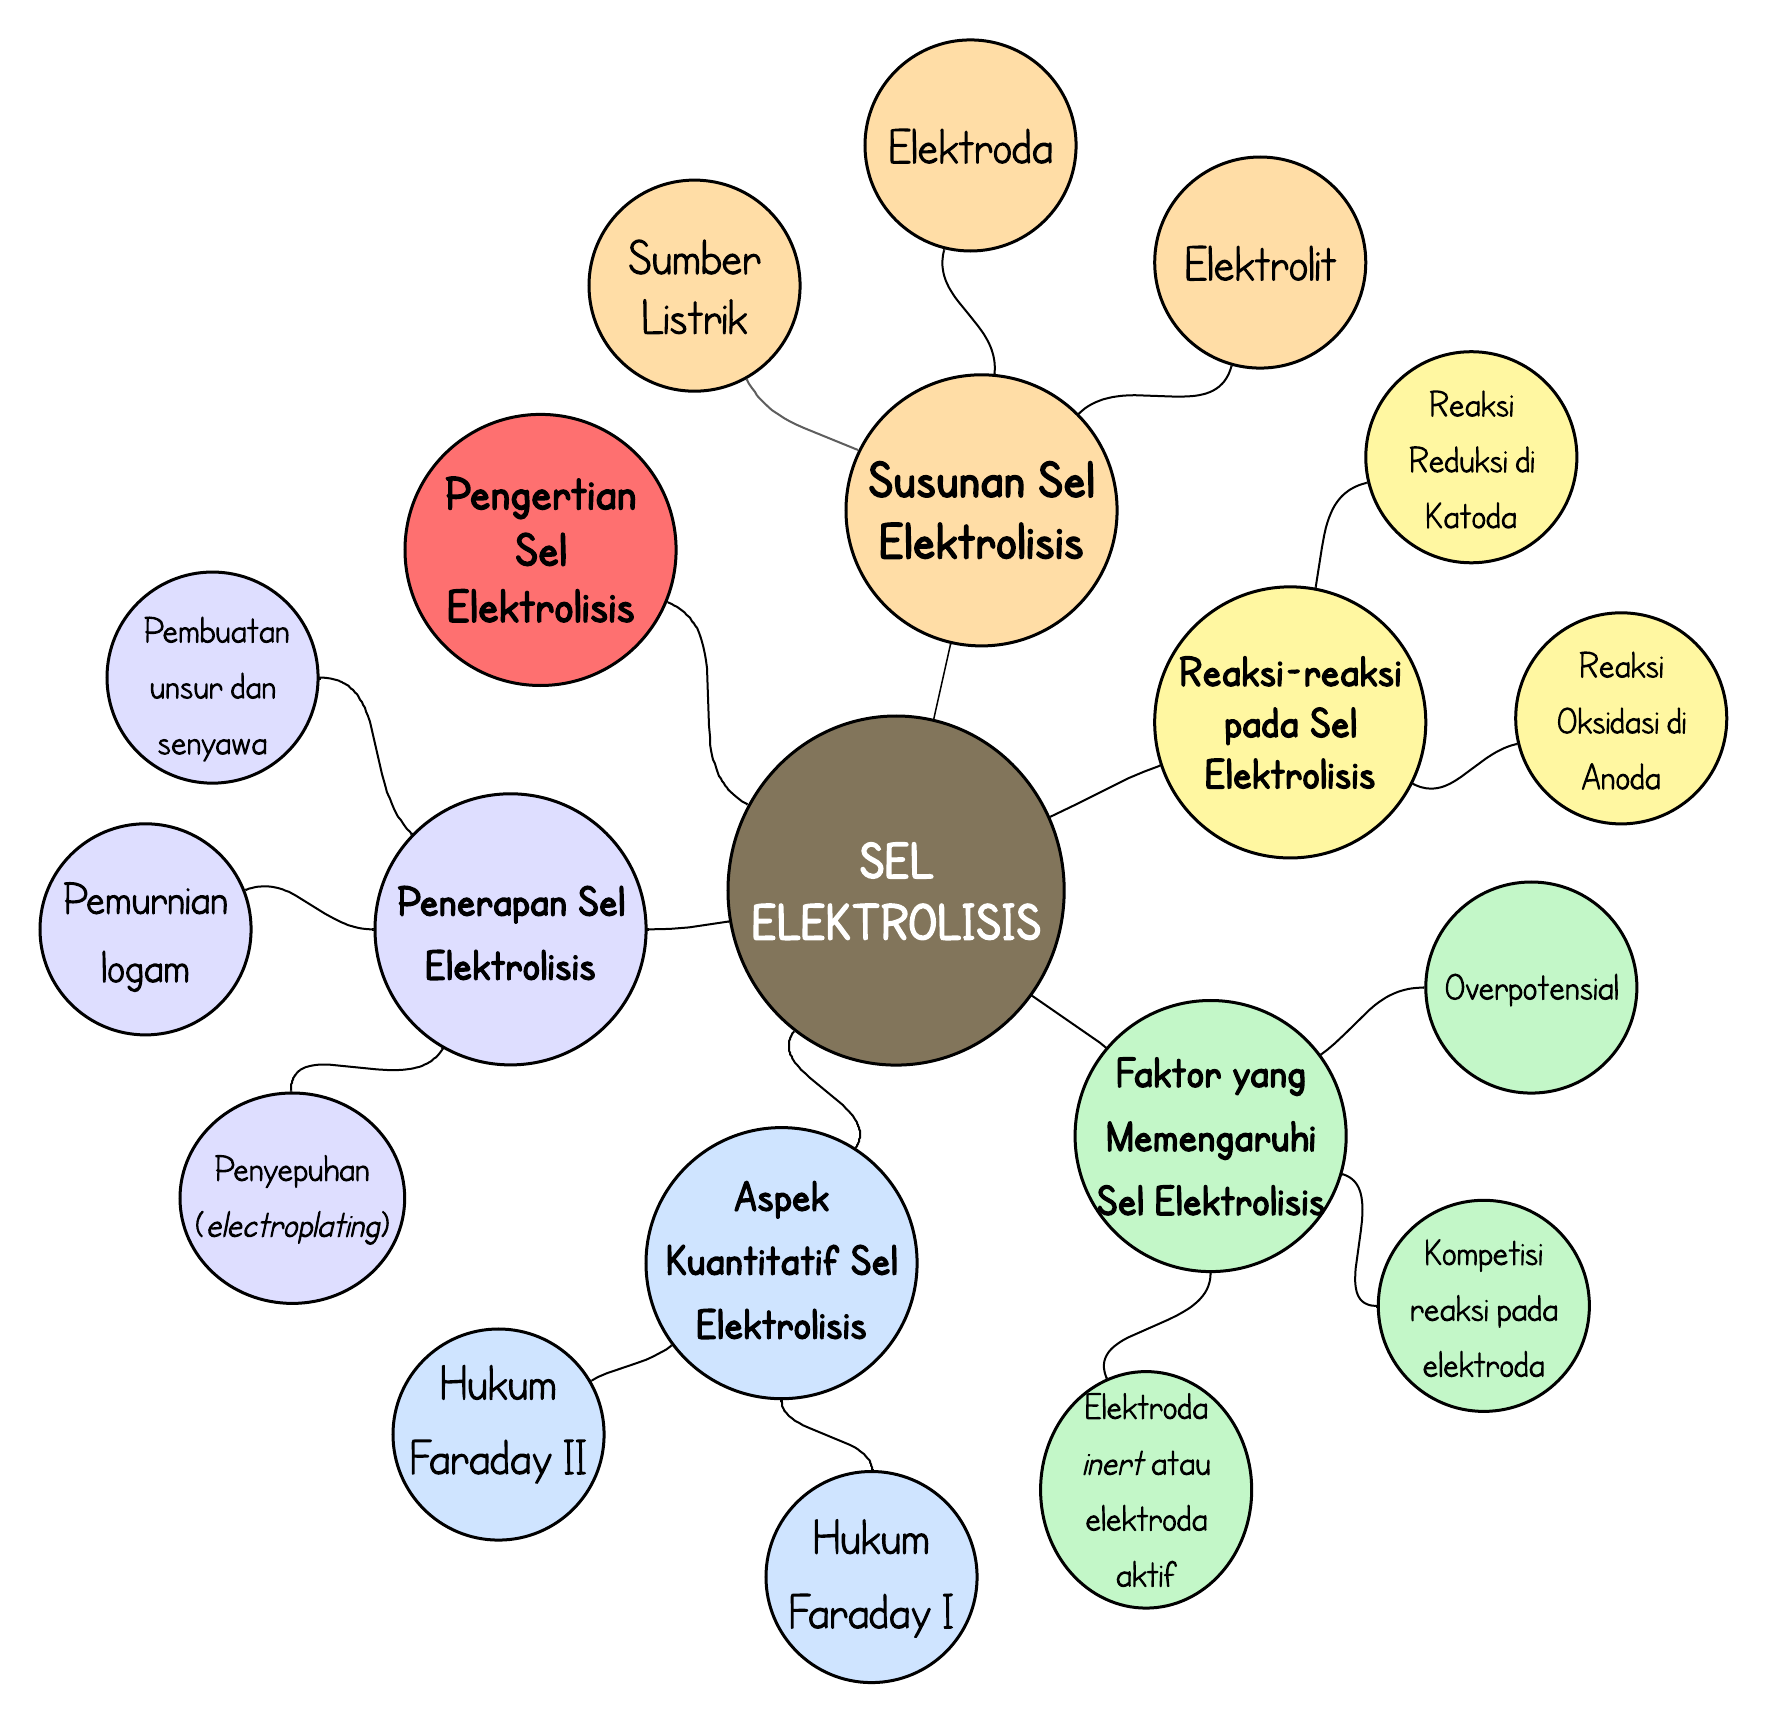 Elektroda
Sumber
Listrik
Elektrolit
Susunan Sel
Elektrolisis
Reaksi
Reduksi di
Katoda
Pengertian
Sel
Elektrolisis
Reaksi-reaksi
pada Sel
Elektrolisis
Reaksi
Oksidasi di
Anoda
Pembuatan
unsur dan
senyawa
SEL
ELEKTROLISIS
Penerapan Sel
Elektrolisis
Pemurnian
logam
Penyepuhan
(electroplating)
Overpotensial
Faktor yang
Memengaruhi
Sel Elektrolisis
Aspek
Kuantitatif Sel
Elektrolisis
Kompetisi
reaksi pada
elektroda
Hukum
Faraday II
Hukum
Faraday I
Elektroda
inert atau
elektroda
aktif